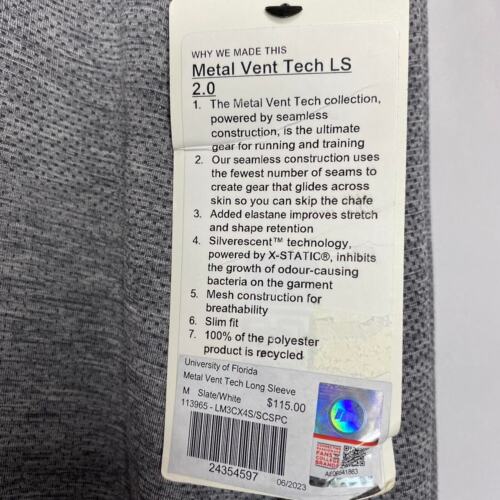 WHY WE MADE THIS
Metal Vent Tech LS
2.0
1. The Metal Vent Tech collection,
powered by seamless
construction, is the ultimate
gear for running and training
2. Our seamless construction uses
the fewest number of seams to
create gear that glides across
skin so you can skip the chafe
3. Added elastane improves stretch
and shape retention
4. Silverescent™ technology,
powered by X-STATIC®, inhibits
the growth of odour-causing
bacteria on the garment
5. Mesh construction for
breathability
6. Slim fit
7. 100% of the polyester
product is recycled
University of Florida
Metal Vent Tech Long Sleeve
M Slate/White $115.00
113965 - LM3CX4S/SCSPC
24354597
06/2023
FANS
COLLEGE
BRANDS